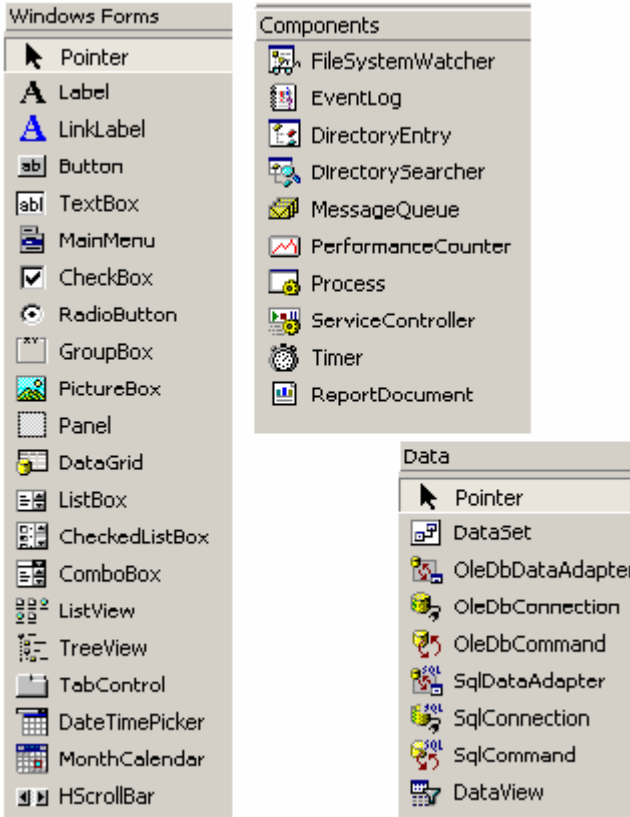 Windows Forms
Pointer
Label
LinkLabel
Button
TextBox
MainMenu
CheckBox
RadioButton
GroupBox
PictureBox
Panel
DataGrid
ListBox
CheckedListBox
ComboBox
ListView
TreeView
TabControl
DateTimePicker
MonthCalendar
HScrollBar
Components
FileSystemWatcher
EventLog
DirectoryEntry
DirectorySearcher
MessageQueue
PerformanceCounter
Process
ServiceController
Timer
ReportDocument
Data
Pointer
DataSet
OleDbDataAdapter
OleDbConnection
OleDbCommand
SqlDataAdapter
SqlConnection
SqlCommand
DataView